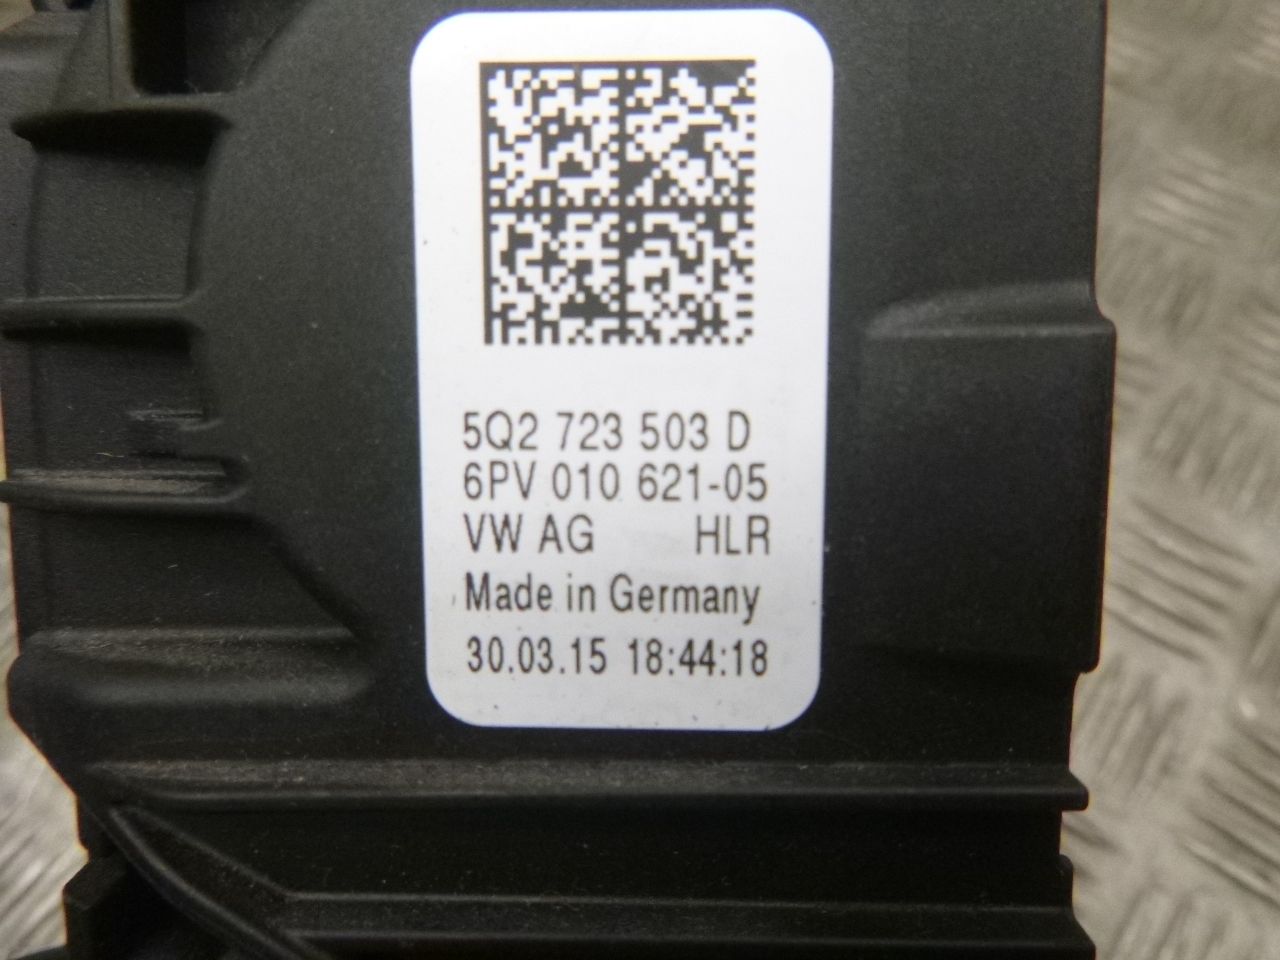 5Q2 723 503 D
6PV 010 621-05
VW AG HLR
Made in Germany
30.03.15 18:44:18